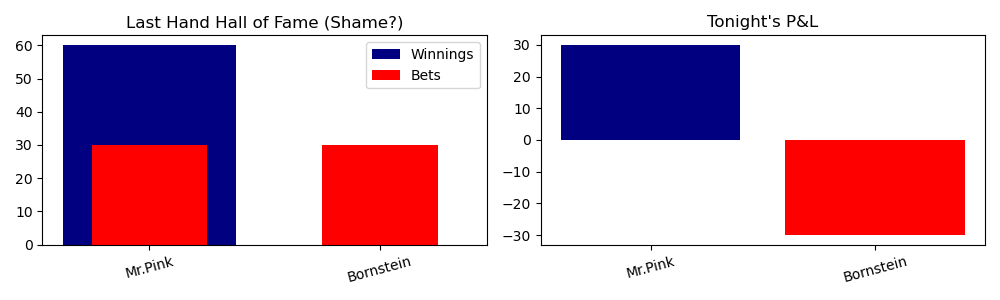 Last Hand Hall of Fame (Shame?)
60
50
40
30
20
10
0
Winnings
Bets
Mr.Pink
Bornstein
Tonight's P&L
30
20
10
0
−10
−20
−30
Mr.Pink
Bornstein